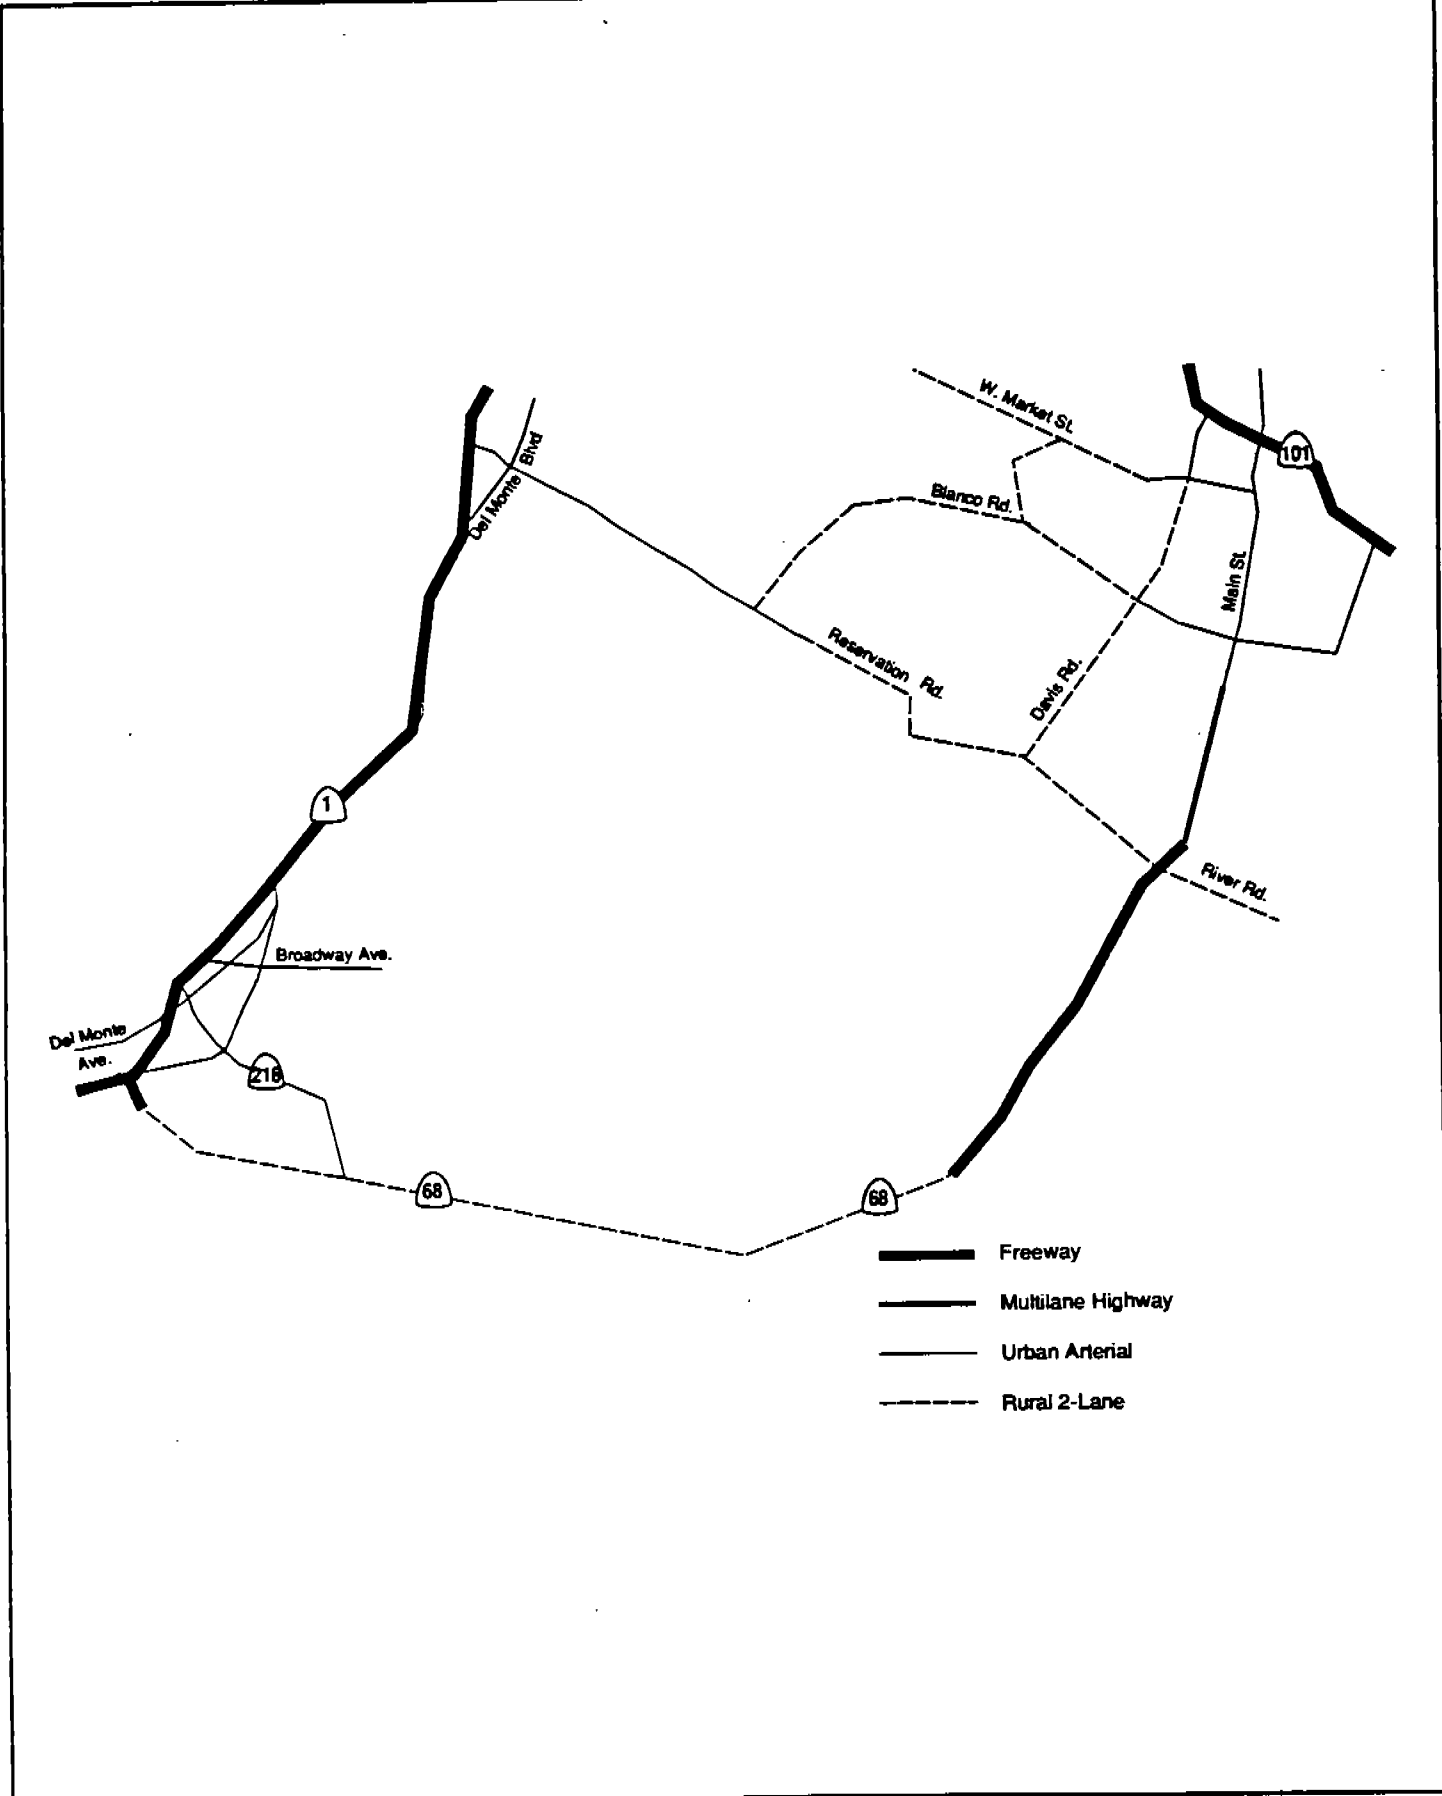 W. Market St.
101
Del Monte Blvd
Blanco Rd.
Main St.
Reservation Rd.
Davis Rd.
1
River Rd.
Broadway Ave.
Del Monte
Ave.
218
68
68
Freeway
Multilane Highway
Urban Arterial
Rural 2-Lane